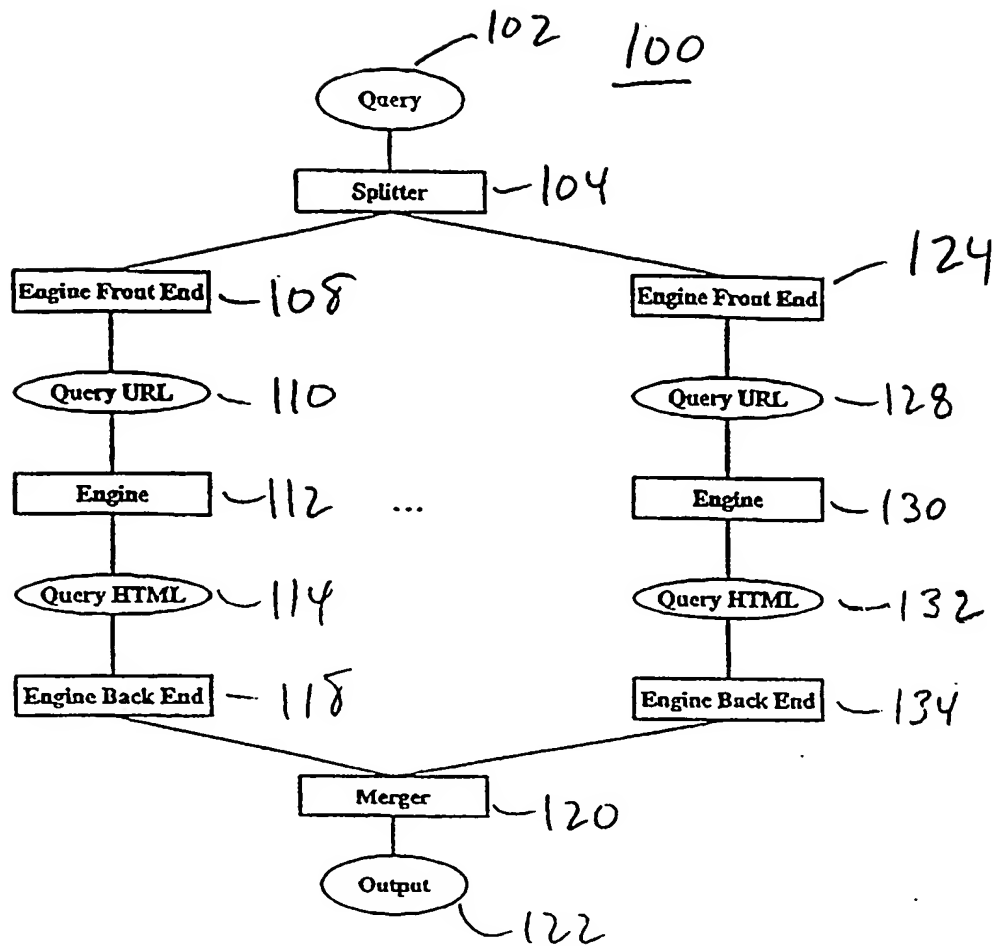 102
100
Query
Splitter
104
Engine Front End
108
Engine Front End
124
Query URL
110
Query URL
128
Engine
112
...
Engine
130
Query HTML
114
Query HTML
132
Engine Back End
118
Engine Back End
134
Merger
120
Output
122